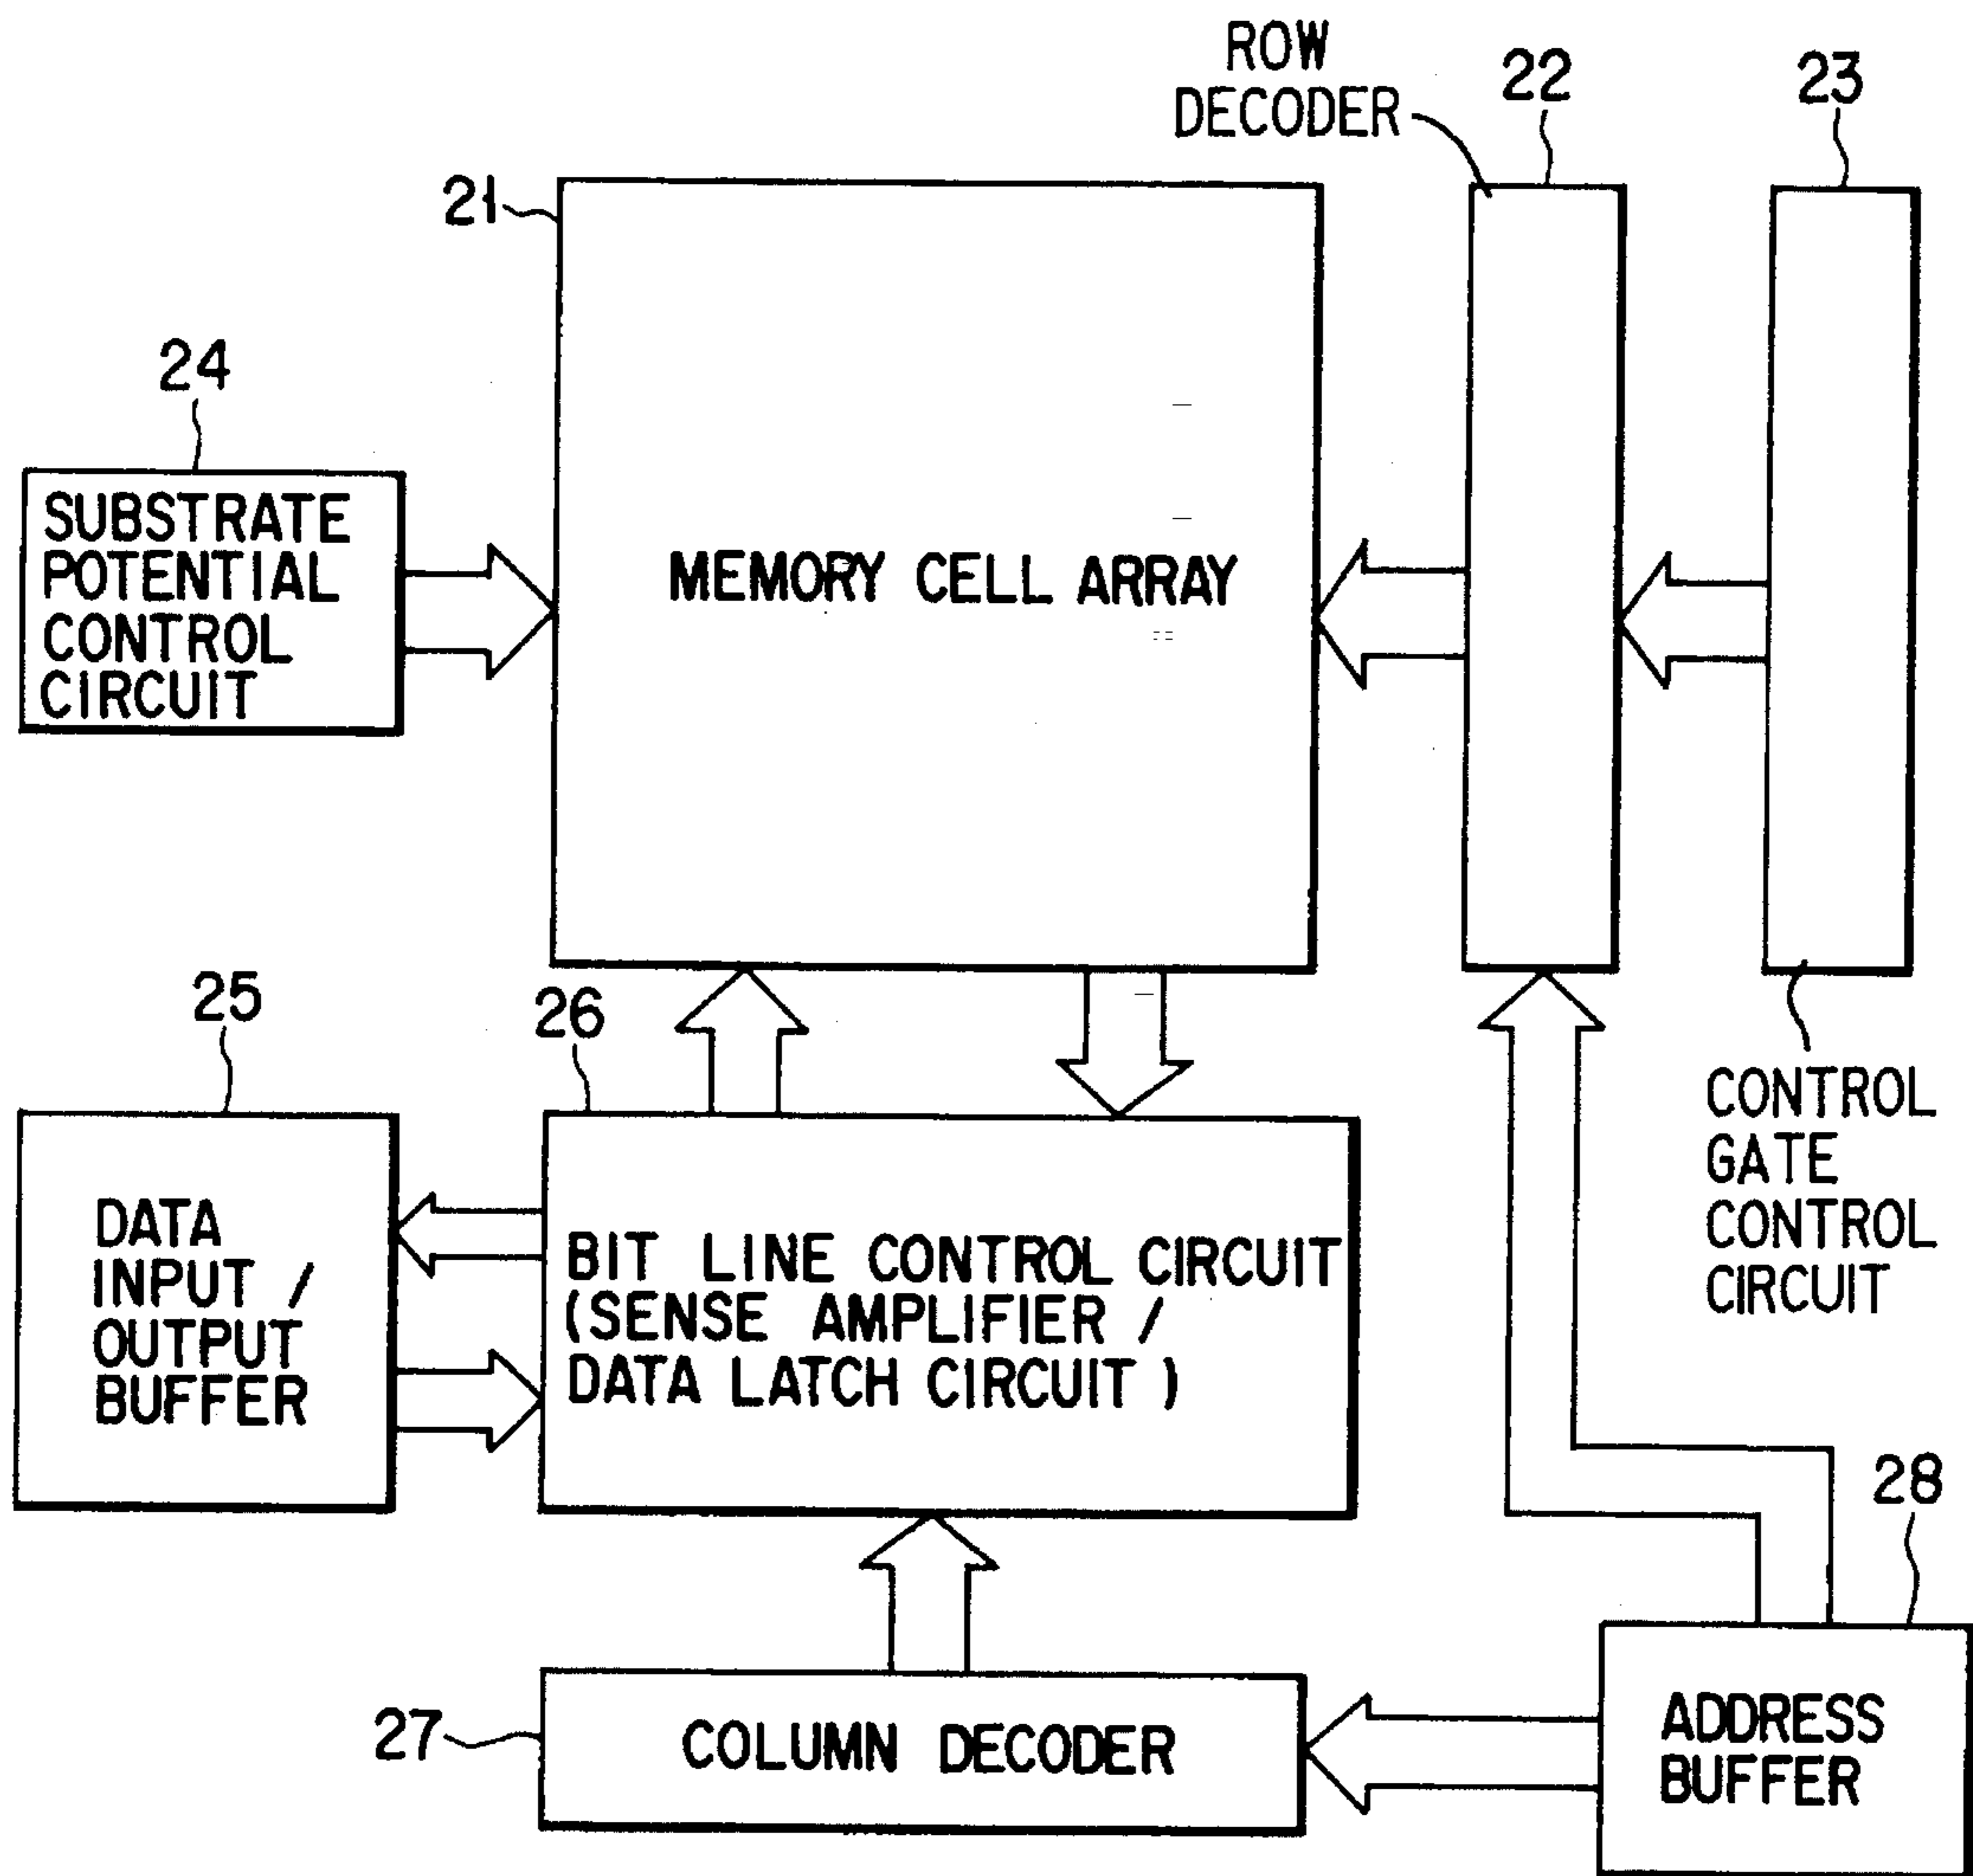 ROW
DECODER
22
23
21
24
SUBSTRATE
POTENTIAL
CONTROL
CIRCUIT
MEMORY CELL ARRAY
25
26
DATA
INPUT /
OUTPUT
BUFFER
BIT LINE CONTROL CIRCUIT
(SENSE AMPLIFIER /
DATA LATCH CIRCUIT)
CONTROL
GATE
CONTROL
CIRCUIT
28
27
COLUMN DECODER
ADDRESS
BUFFER